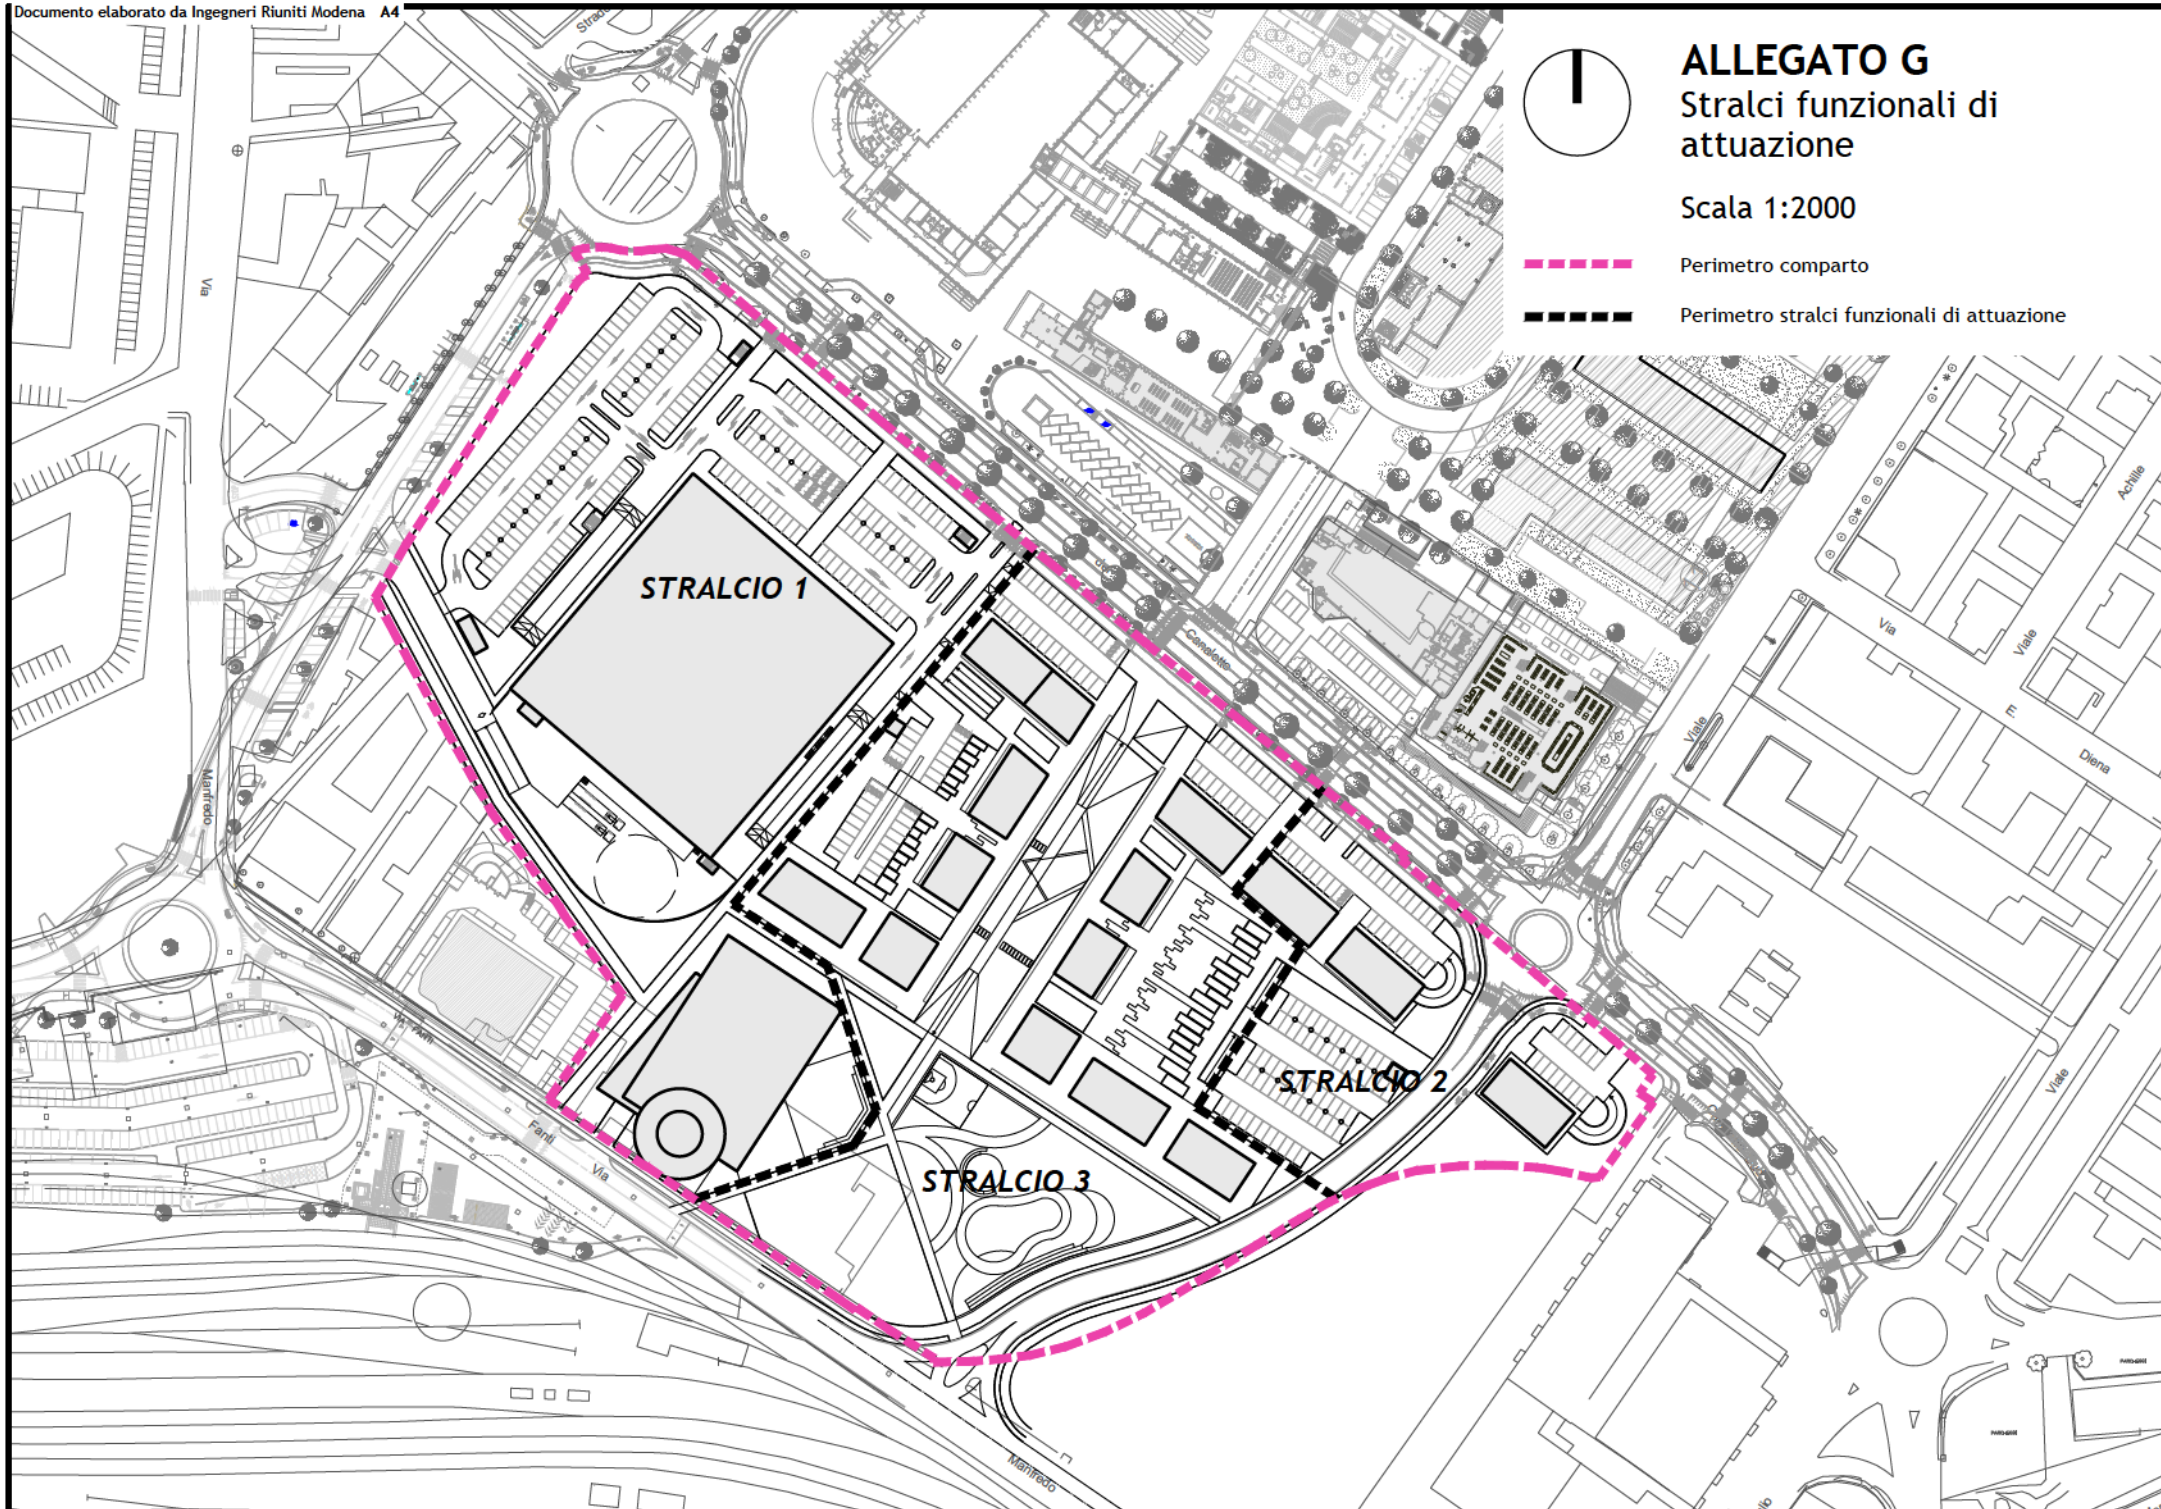 Documento elaborato da Ingegneri Riuniti Modena A4
ALLEGATO G
Stralci funzionali di
attuazione
Scala 1:2000
Perimetro comparto
Perimetro stralci funzionali di attuazione
Via
Manfredo
STRALCIO 1
Canaletto
Via
E.
Diena
Viale
Achille
Viale
Viale
STRALCIO 2
STRALCIO 3
Fanti
Via
Manfredo